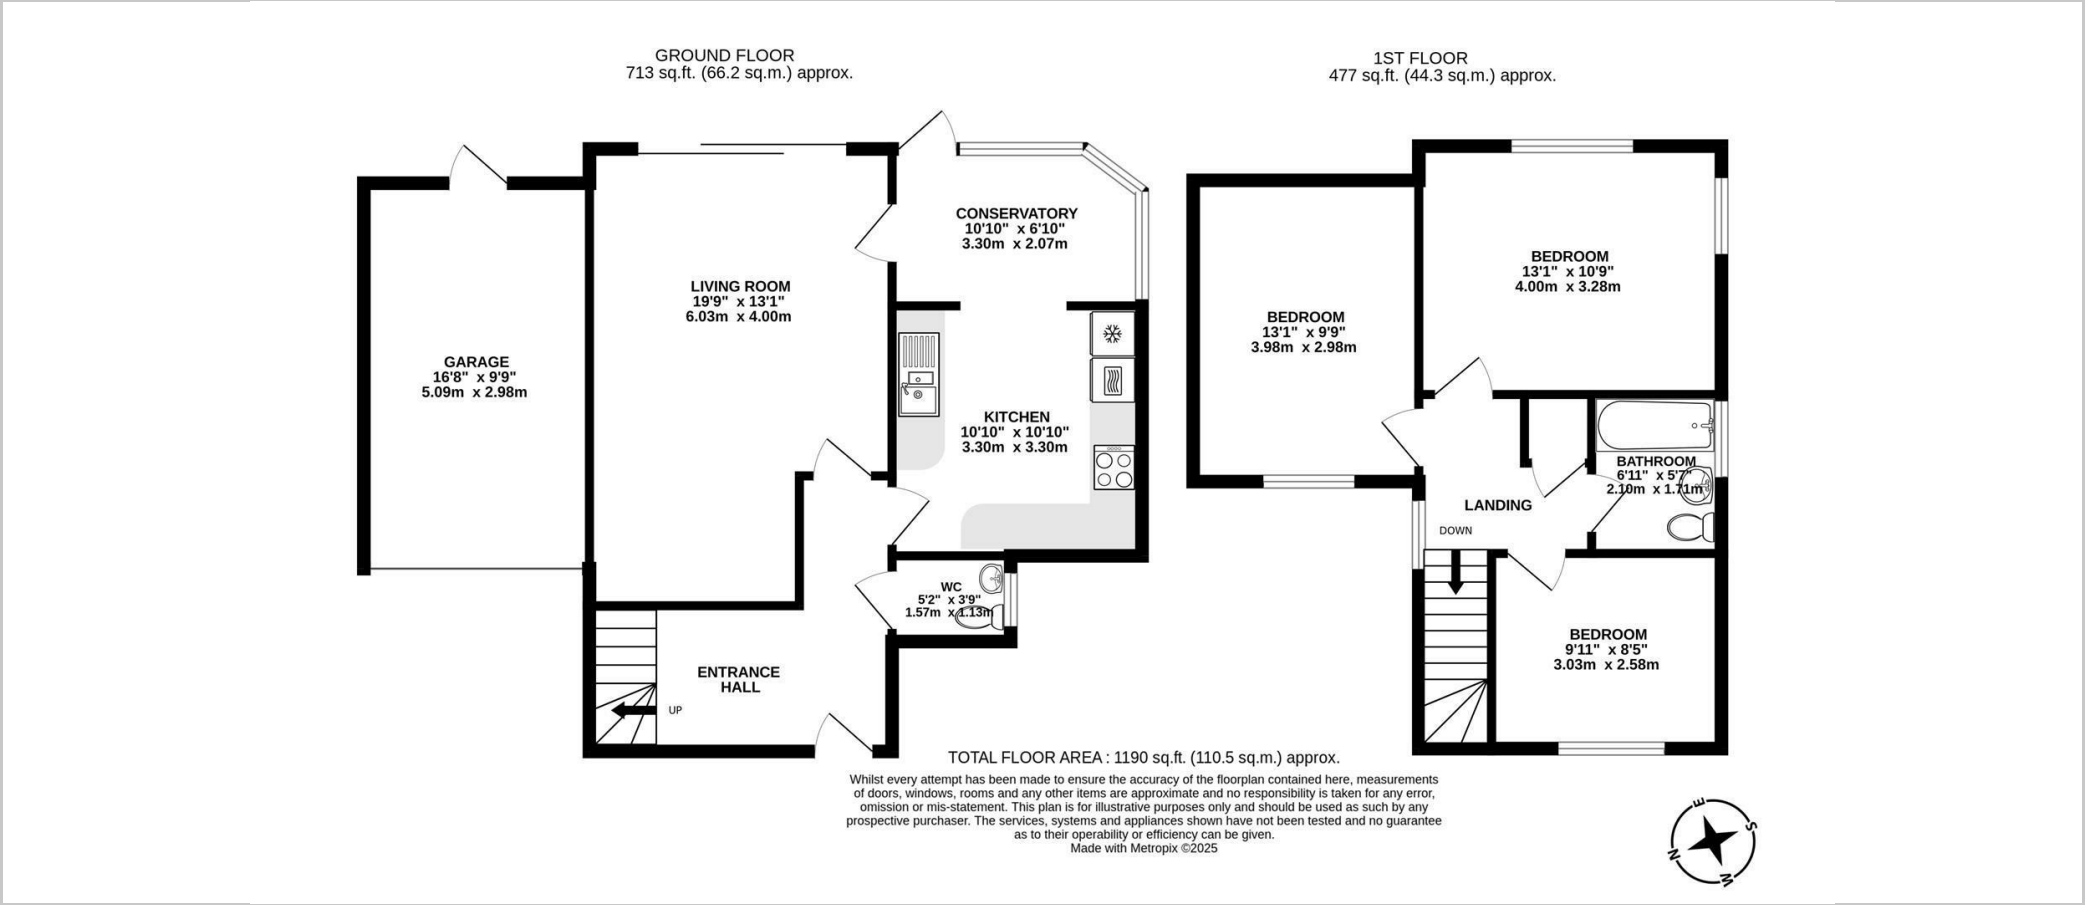 GROUND FLOOR
713 sq.ft. (66.2 sq.m.) approx.
1ST FLOOR
477 sq.ft. (44.3 sq.m.) approx.
CONSERVATORY
10'10" x 6'10"
3.30m x 2.07m
LIVING ROOM
19'9" x 13'1"
6.03m x 4.00m
GARAGE
16'8" x 9'9"
5.09m x 2.98m
KITCHEN
10'10" x 10'10"
3.30m x 3.30m
WC
5'2" x 3'9"
1.57m x 1.13m
ENTRANCE
HALL
UP
BEDROOM
13'1" x 10'9"
4.00m x 3.28m
BEDROOM
13'1" x 9'9"
3.98m x 2.98m
BATHROOM
6'11" x 5'7"
2.10m x 1.71m
LANDING
DOWN
BEDROOM
9'11" x 8'5"
3.03m x 2.58m
TOTAL FLOOR AREA : 1190 sq.ft. (110.5 sq.m.) approx.
Whilst every attempt has been made to ensure the accuracy of the floorplan contained here, measurements
of doors, windows, rooms and any other items are approximate and no responsibility is taken for any error,
omission or mis-statement. This plan is for illustrative purposes only and should be used as such by any
prospective purchaser. The services, systems and appliances shown have not been tested and no guarantee
as to their operability or efficiency can be given.
Made with Metropix ©2025
E
S
N
W